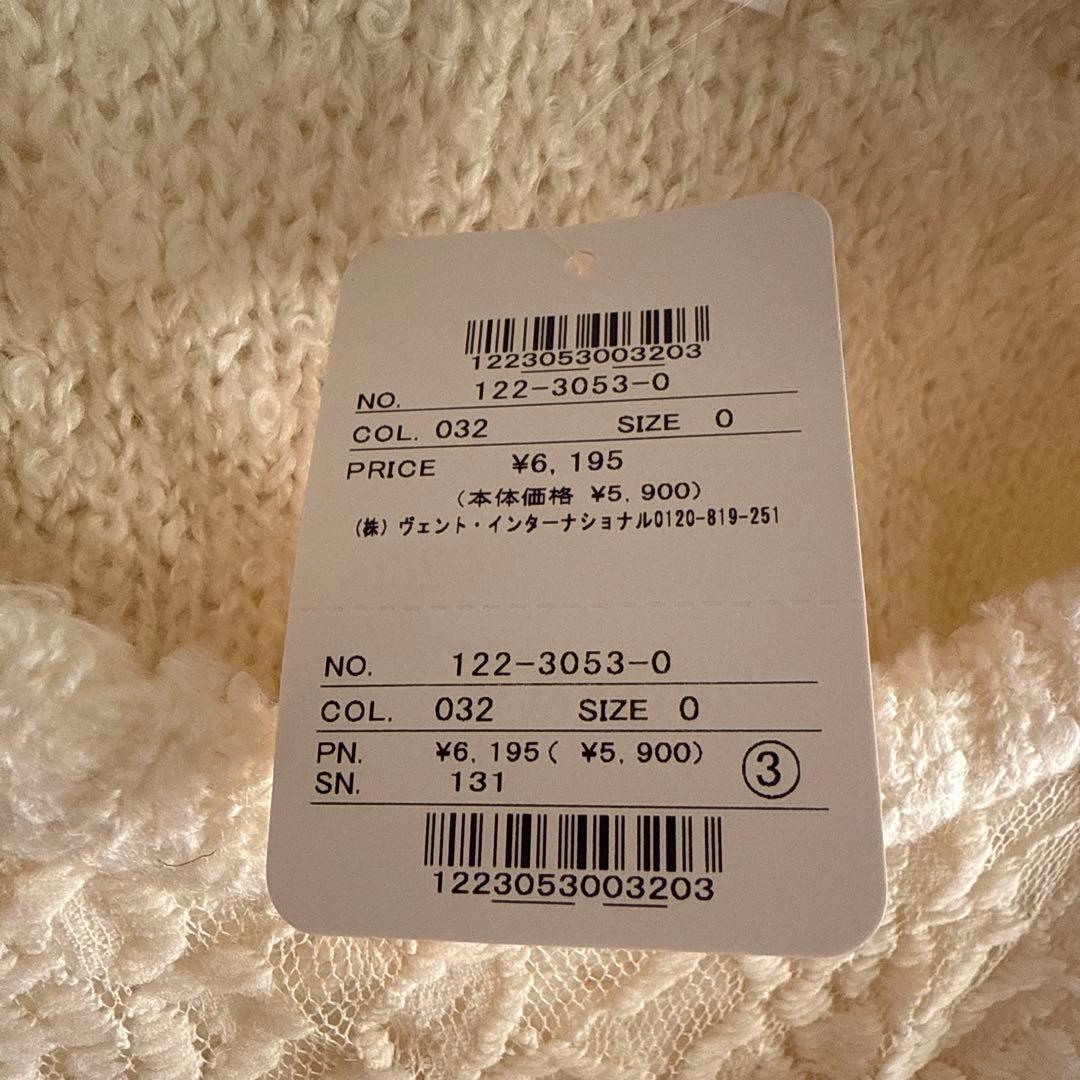 1223053003203
NO. 122-3053-0
COL. 032 SIZE 0
PRICE ¥6,195
(本体価格 ¥5,900)
(株)ヴェント・インターナショナル0120-819-251
NO. 122-3053-0
COL. 032 SIZE 0
PN. ¥6,195( ¥5,900)
SN. 131 ③
1223053003203